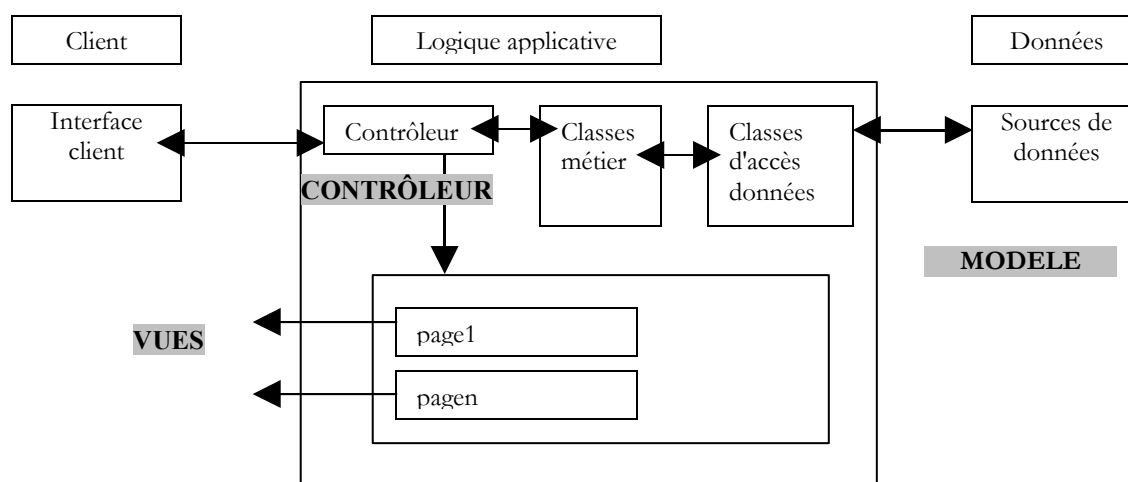 Client
Logique applicative
Données
Interface
client
Contrôleur
Classes
métier
Classes
d'accès
données
Sources de
données
CONTRÔLEUR
MODELE
VUES
page1
pagen